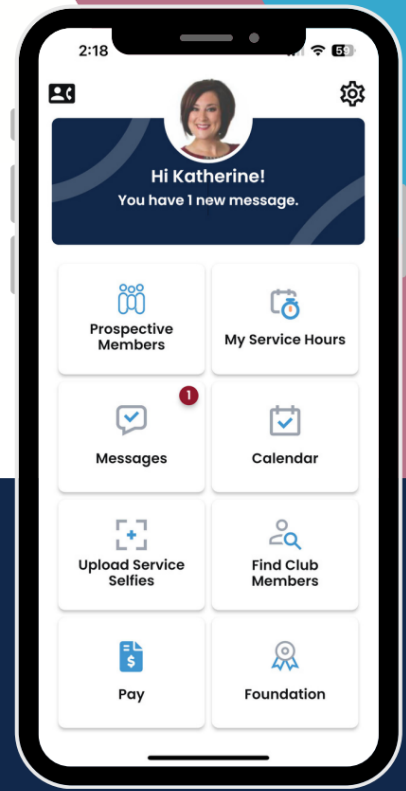 2:18
59
Hi Katherine!
You have 1 new message.
Prospective
Members
My Service Hours
1
Messages
Calendar
Upload Service
Selfies
Find Club
Members
$
Pay
Foundation